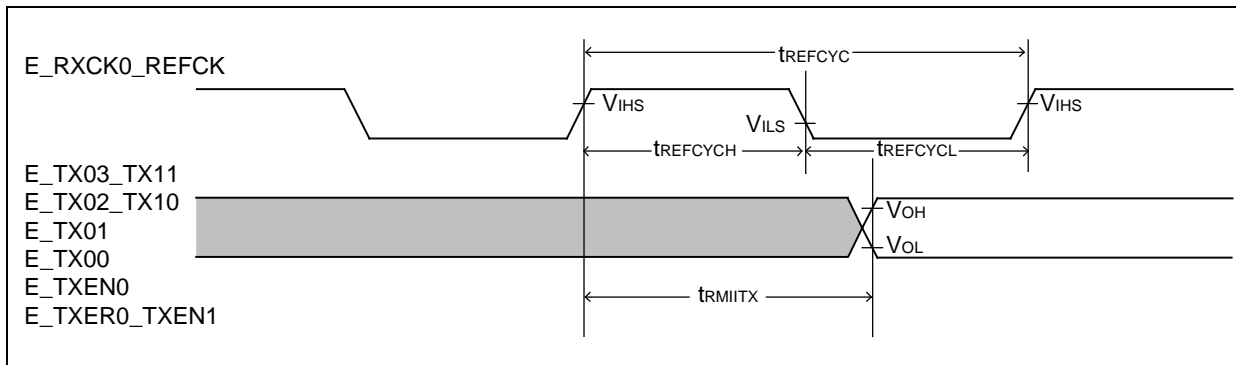 tREFCYC
E_RXCK0_REFCK
VIHS
VILS
VIHS
tREFCYCH
tREFCYCL
E_TX03_TX11
E_TX02_TX10
E_TX01
E_TX00
E_TXEN0
E_TXER0_TXEN1
VOH
VOL
tRMIITX